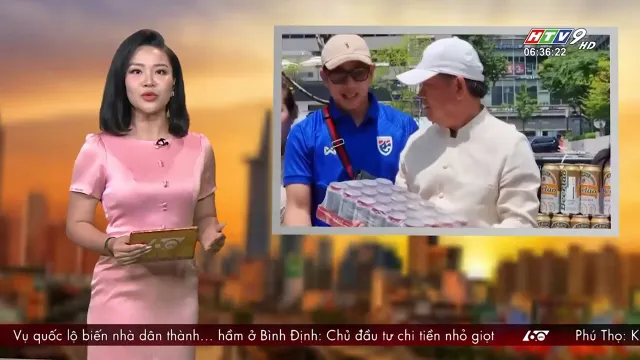 HTV9 HD
06:36:22
Vụ quốc lộ biến nhà dân thành... hầm ở Bình Định: Chủ đầu tư chi tiền nhỏ giọt
60
Phú Thọ: K